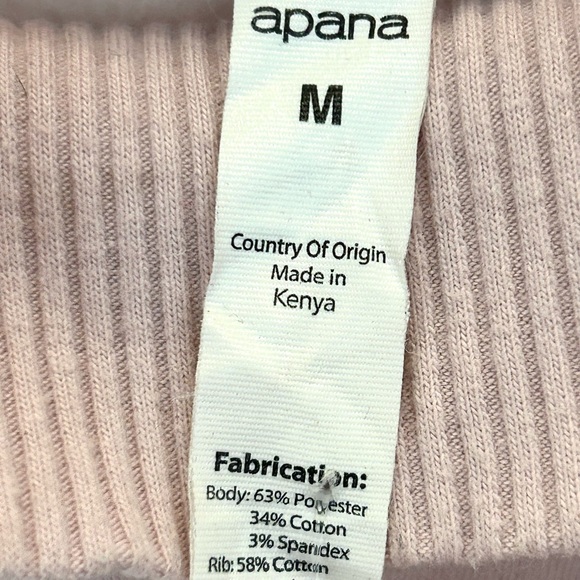 apana
M
Country Of Origin
Made in
Kenya
Fabrication:
Body: 63% Polyester
34% Cotton
3% Spandex
Rib: 58% Cotton